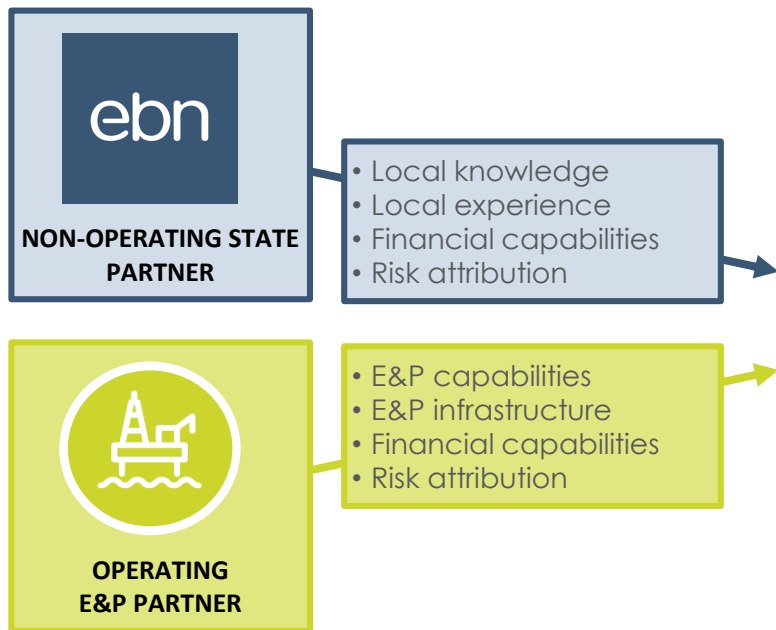 ebn
NON-OPERATING STATE
PARTNER
• Local knowledge
• Local experience
• Financial capabilities
• Risk attribution
OPERATING
E&P PARTNER
• E&P capabilities
• E&P infrastructure
• Financial capabilities
• Risk attribution